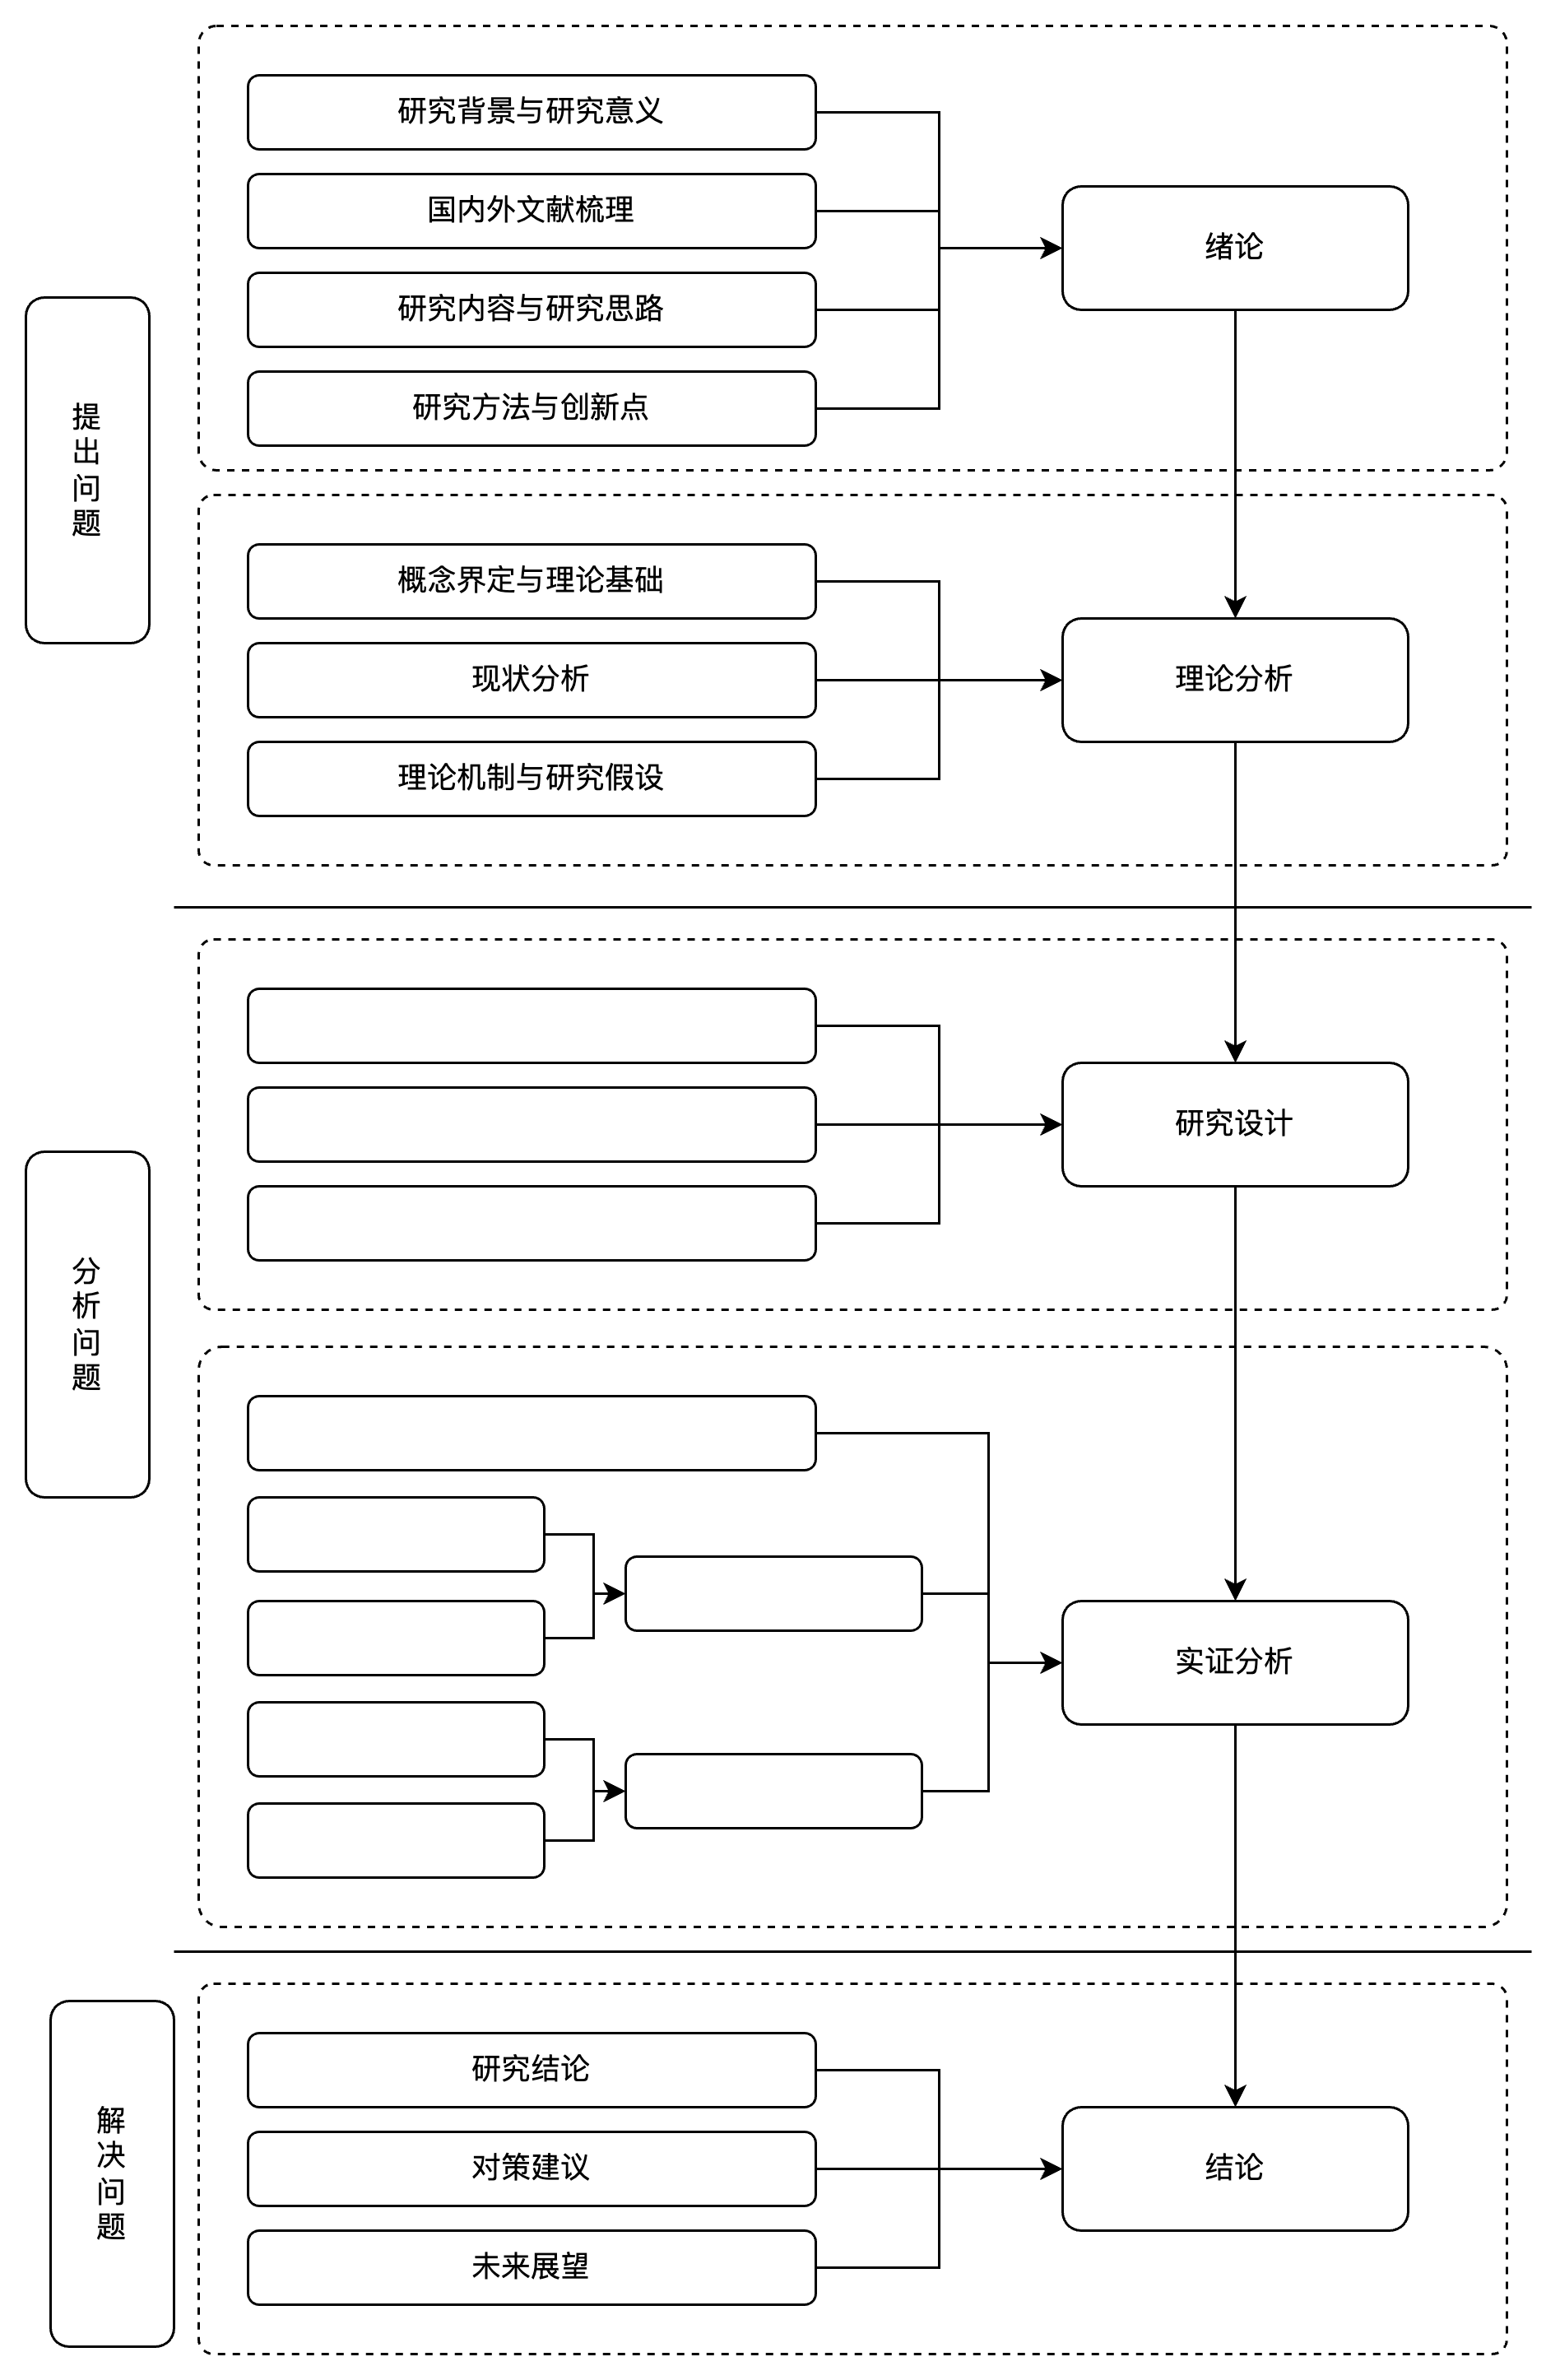 提出问题
研究背景与研究意义
国内外文献梳理
研究内容与研究思路
研究方法与创新点
绪论
概念界定与理论基础
现状分析
理论机制与研究假设
理论分析
分析问题
研究设计
实证分析
解决问题
研究结论
对策建议
未来展望
结论